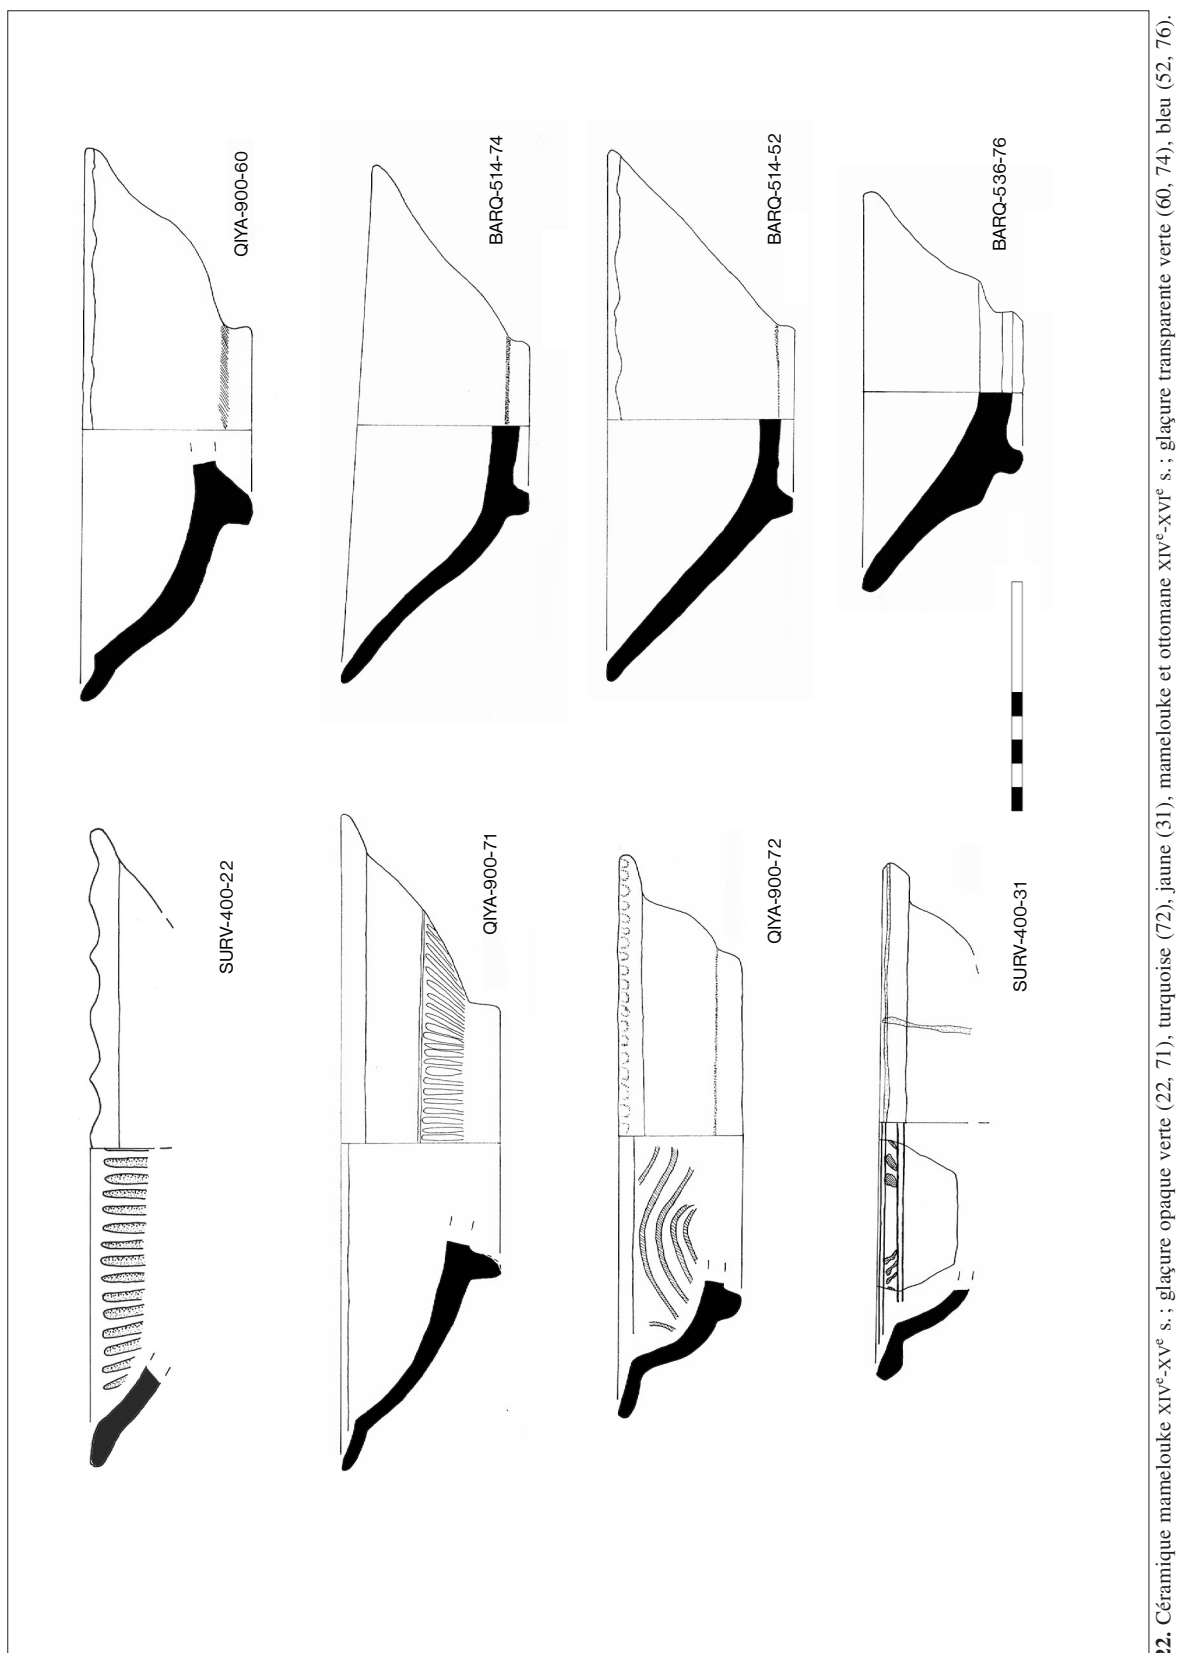 SURV-400-22
QIYA-900-60
QIYA-900-71
BARQ-514-74
QIYA-900-72
BARQ-514-52
SURV-400-31
BARQ-536-76
22. Céramique mamelouke XIVe-XVe s. ; glaçure opaque verte (22, 71), turquoise (72), jaune (31), mamelouke et ottomane XIVe-XVIe s. ; glaçure transparente verte (60, 74), bleu (52, 76).